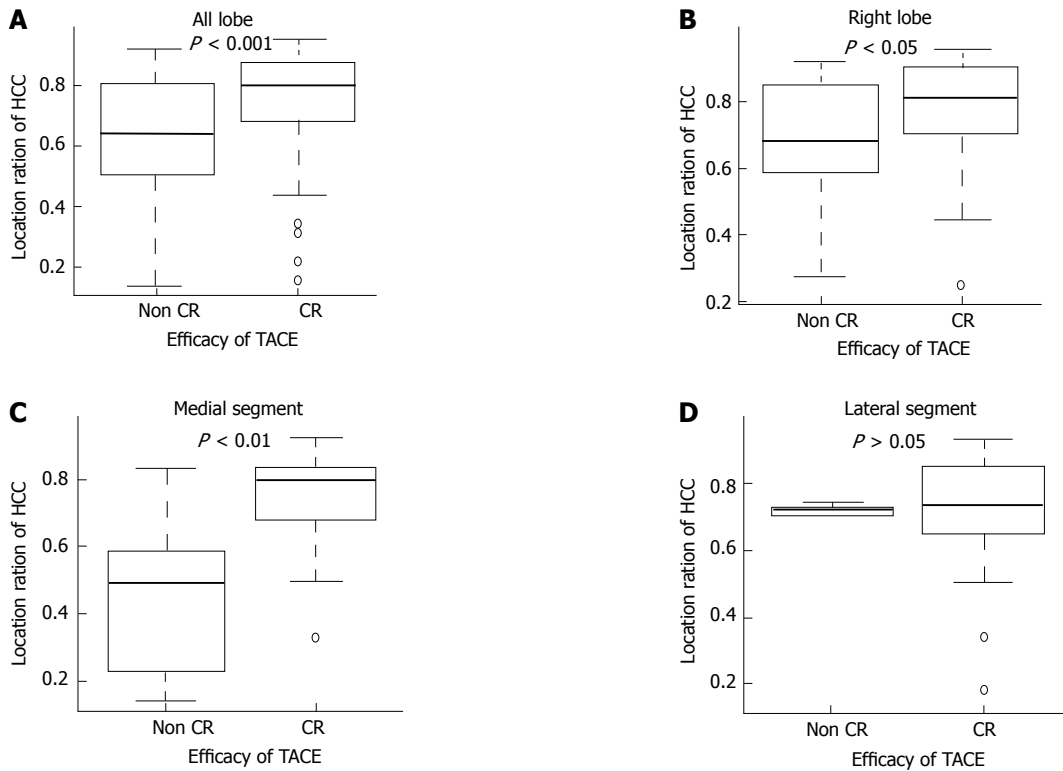 A
All lobe
P < 0.001
Location ration of HCC
0.8
0.6
0.4
0.2
Non CR
CR
Efficacy of TACE
B
Right lobe
P < 0.05
Location ration of HCC
0.8
0.6
0.4
0.2
Non CR
CR
Efficacy of TACE
C
Medial segment
P < 0.01
Location ration of HCC
0.8
0.6
0.4
0.2
Non CR
CR
Efficacy of TACE
D
Lateral segment
P > 0.05
Location ration of HCC
0.8
0.6
0.4
0.2
Non CR
CR
Efficacy of TACE